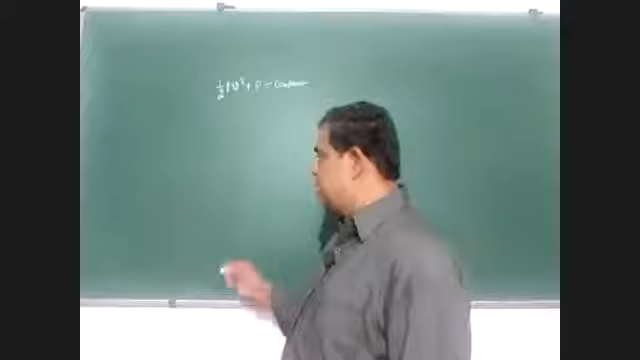 ½ρv² + P = Constant